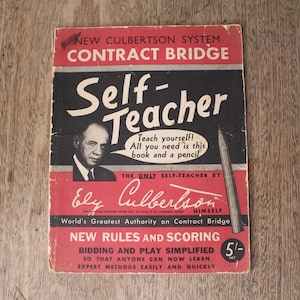 NEW CULBERTSON SYSTEM
CONTRACT BRIDGE
Self-
Teacher
Teach yourself!
All you need is this
book and a pencil
THE ONLY SELF-TEACHER BY
Ely Culbertson
HIMSELF
World's Greatest Authority on Contract Bridge
NEW RULES AND SCORING
BIDDING AND PLAY SIMPLIFIED
SO THAT ANYONE CAN NOW LEARN
EXPERT METHODS EASILY AND QUICKLY
5/-